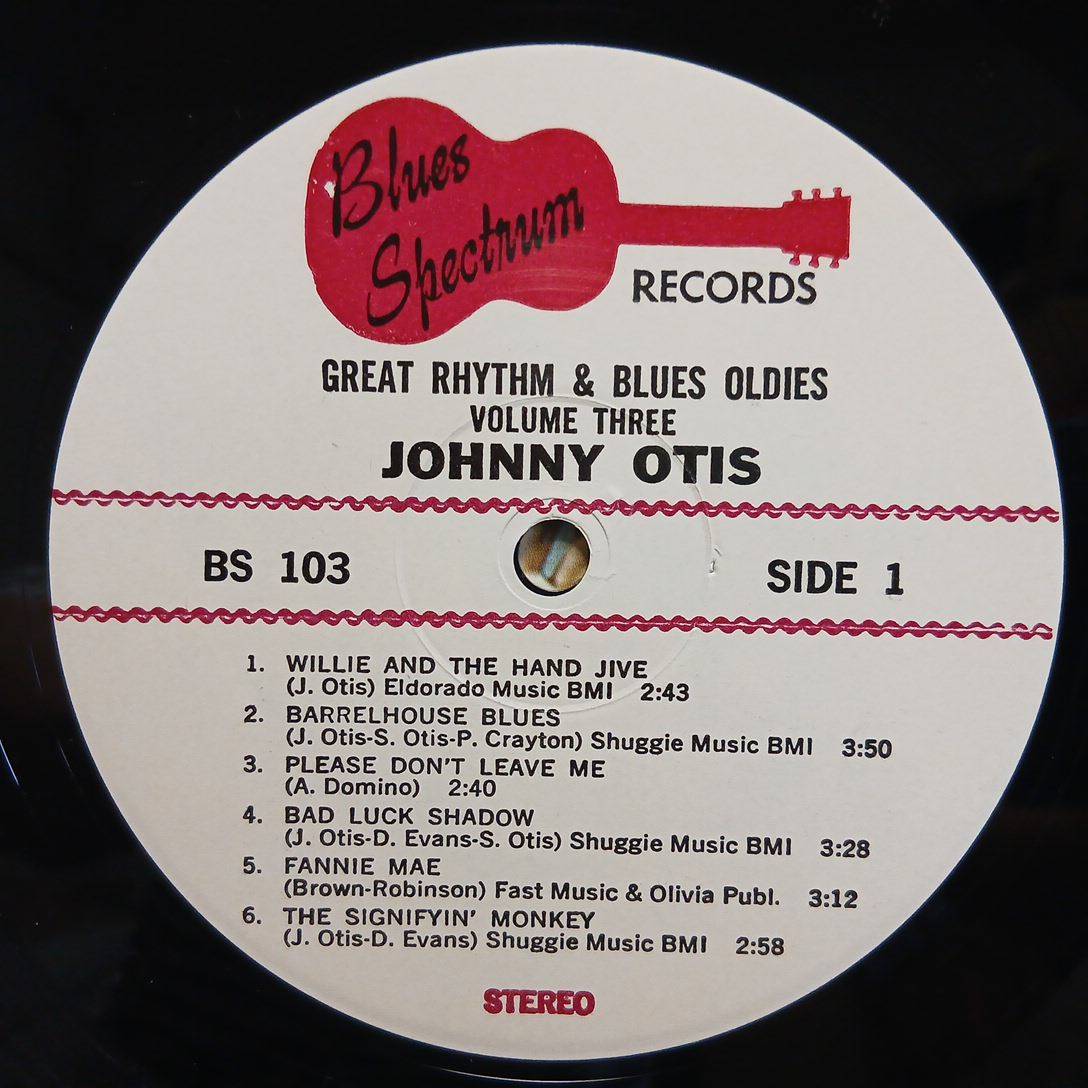 Blues
Spectrum
RECORDS
GREAT RHYTHM & BLUES OLDIES
VOLUME THREE
JOHNNY OTIS
BS 103 SIDE 1
1. WILLIE AND THE HAND JIVE
(J. Otis) Eldorado Music BMI 2:43
2. BARRELHOUSE BLUES
(J. Otis-S. Otis-P. Crayton) Shuggie Music BMI 3:50
3. PLEASE DON'T LEAVE ME
(A. Domino) 2:40
4. BAD LUCK SHADOW
(J. Otis-D. Evans-S. Otis) Shuggie Music BMI 3:28
5. FANNIE MAE
(Brown-Robinson) Fast Music & Olivia Publ. 3:12
6. THE SIGNIFYIN' MONKEY
(J. Otis-D. Evans) Shuggie Music BMI 2:58
STEREO